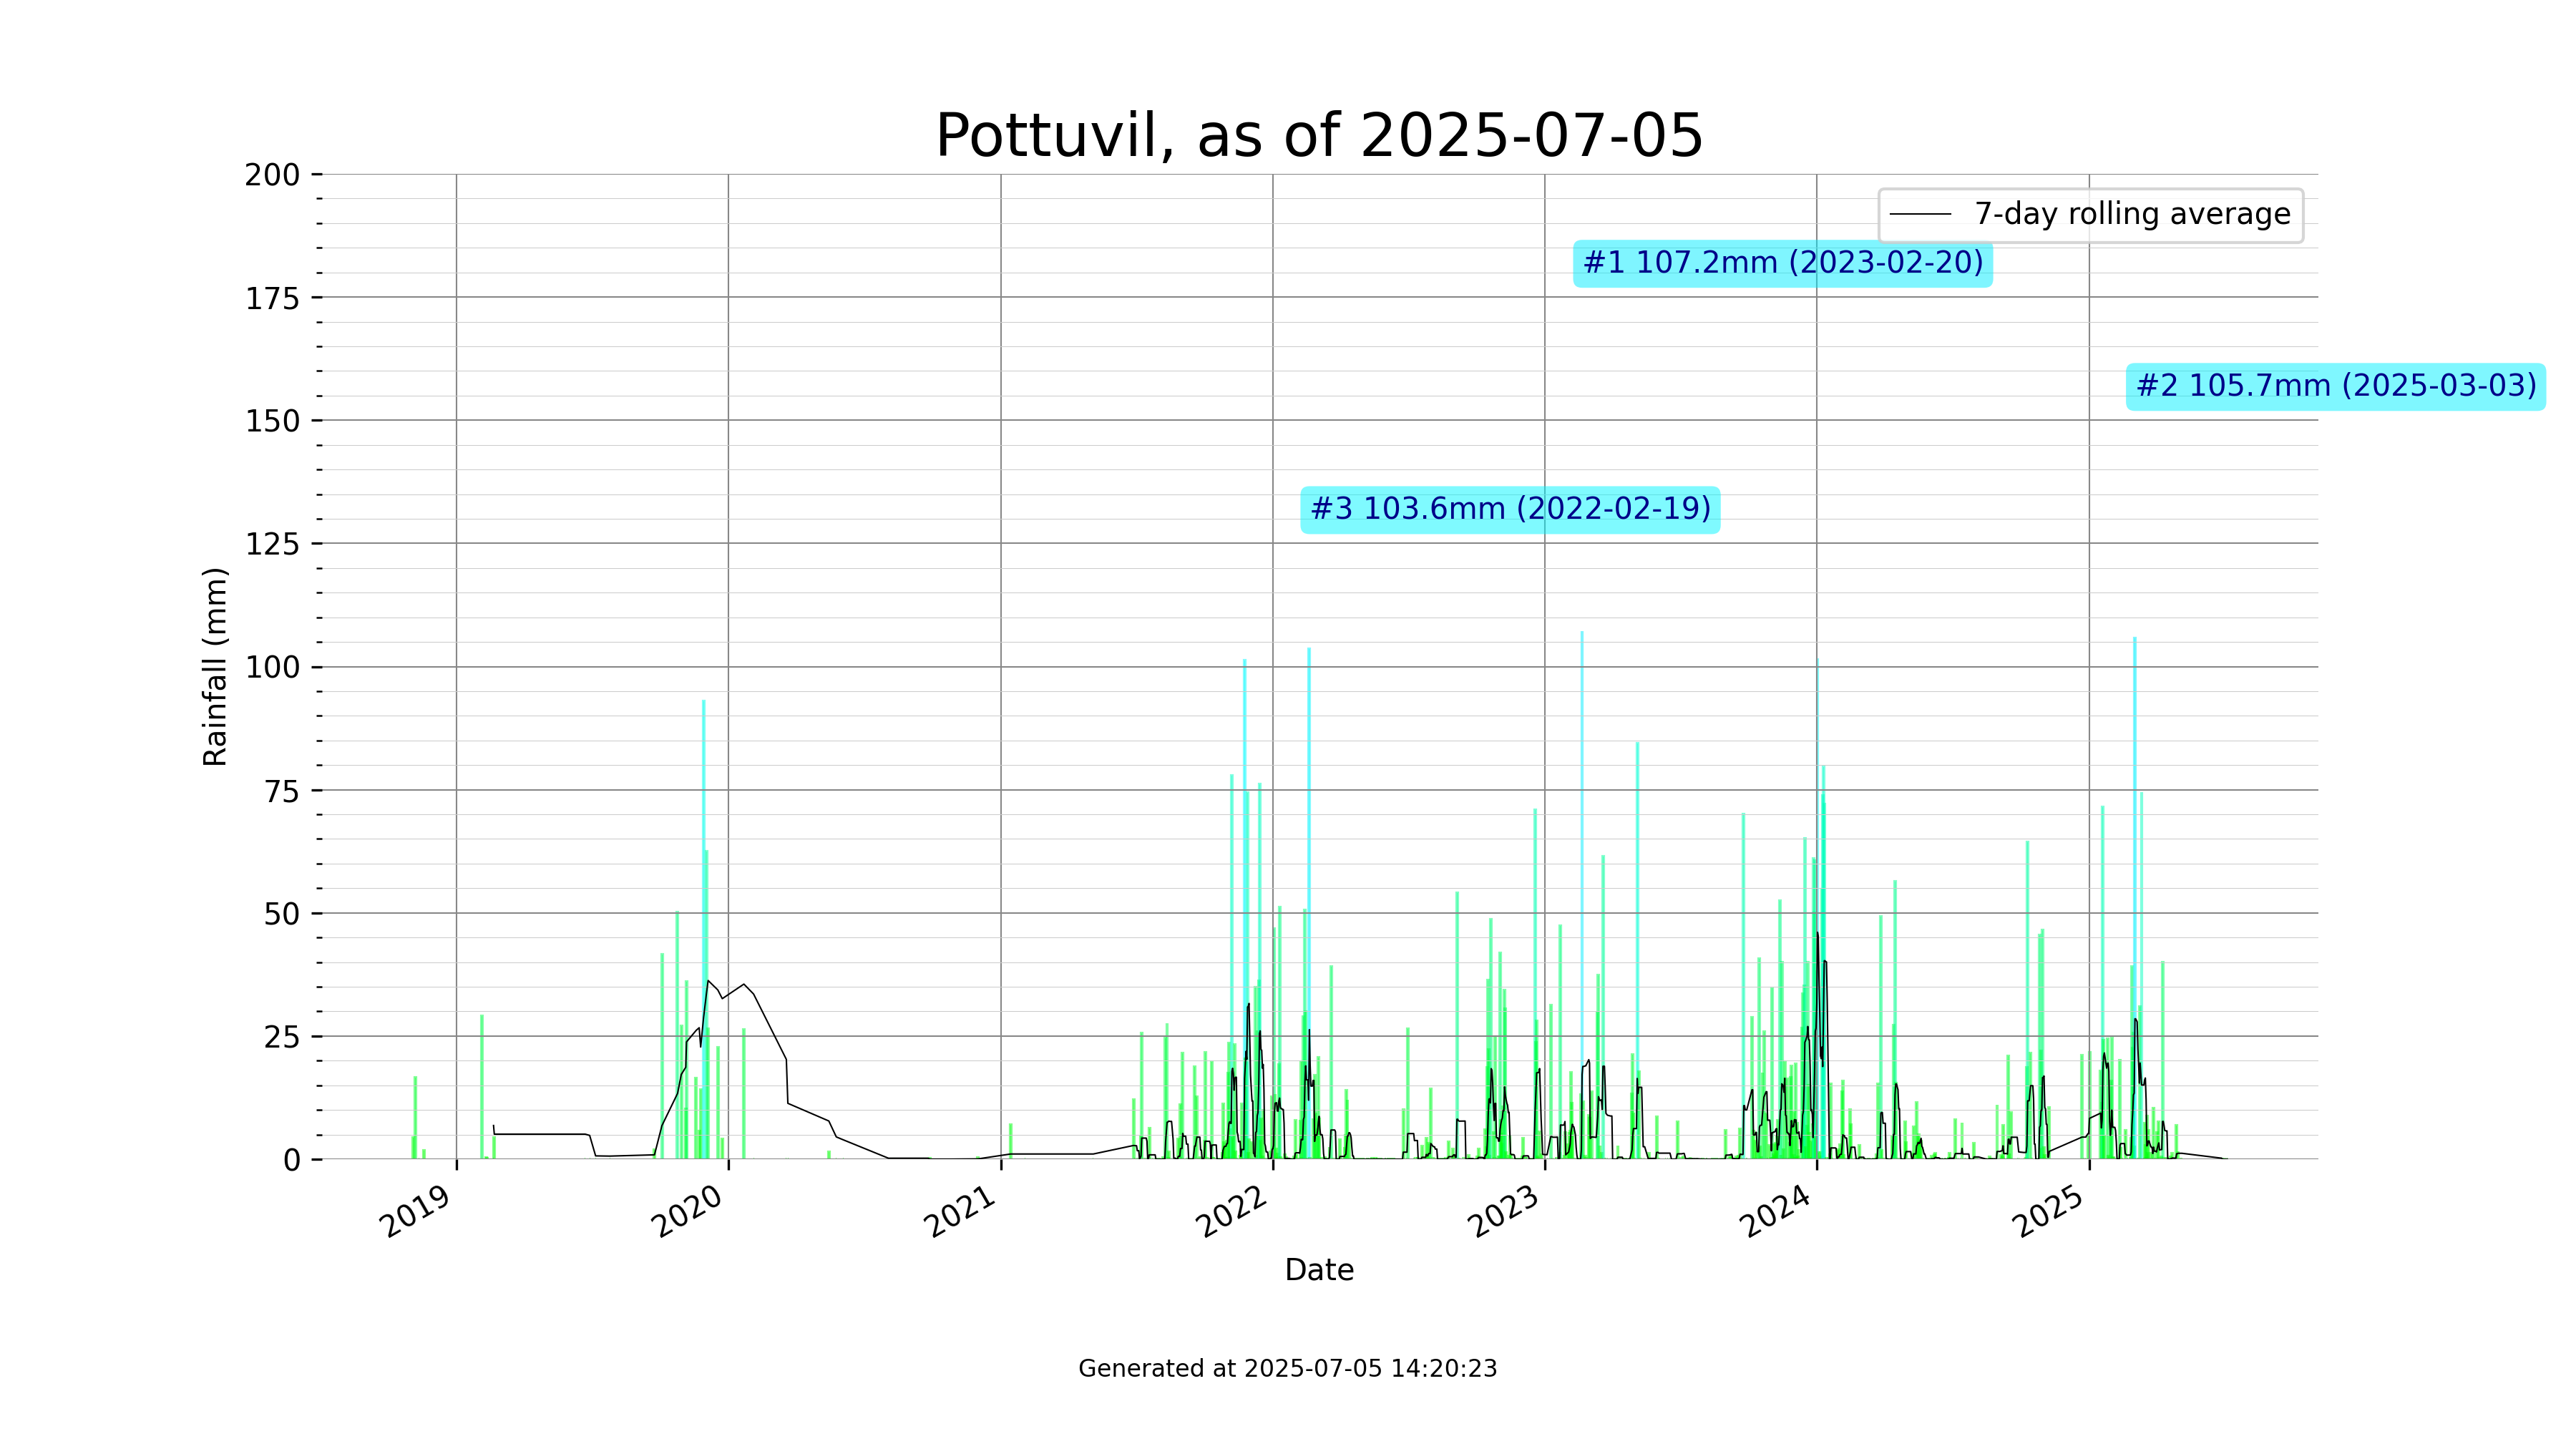 Pottuvil, as of 2025-07-05
200
175
150
125
100
75
50
25
0
Rainfall (mm)
7-day rolling average
#1 107.2mm (2023-02-20)
#2 105.7mm (2025-03-03)
#3 103.6mm (2022-02-19)
2019
2020
2021
2022
2023
2024
2025
Date
Generated at 2025-07-05 14:20:23